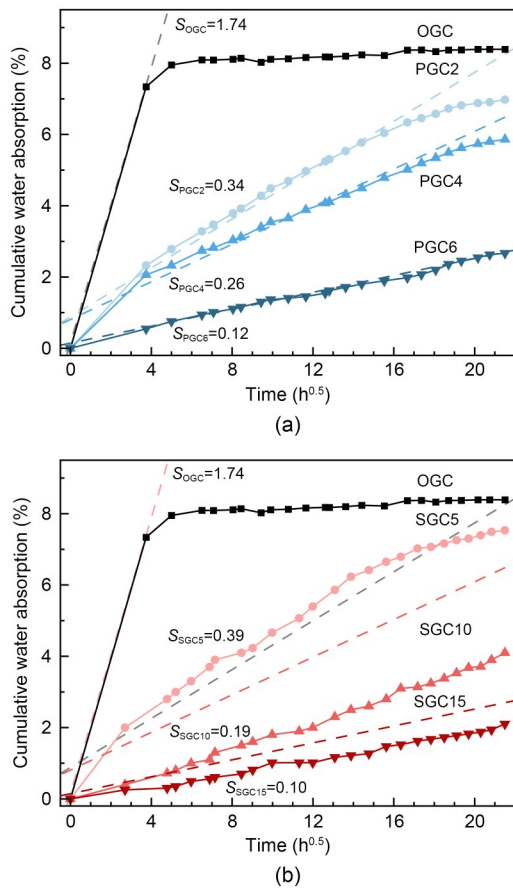 S_OGC=1.74
OGC
PGC2
S_PGC2=0.34
PGC4
S_PGC4=0.26
PGC6
S_PGC6=0.12
Cumulative water absorption (%)
8
6
4
2
0
0 4 8 12 16 20
Time (h^0.5)
(a)
S_OGC=1.74
OGC
SGC5
S_SGC5=0.39
SGC10
S_SGC10=0.19
SGC15
S_SGC15=0.10
Cumulative water absorption (%)
8
6
4
2
0
0 4 8 12 16 20
Time (h^0.5)
(b)